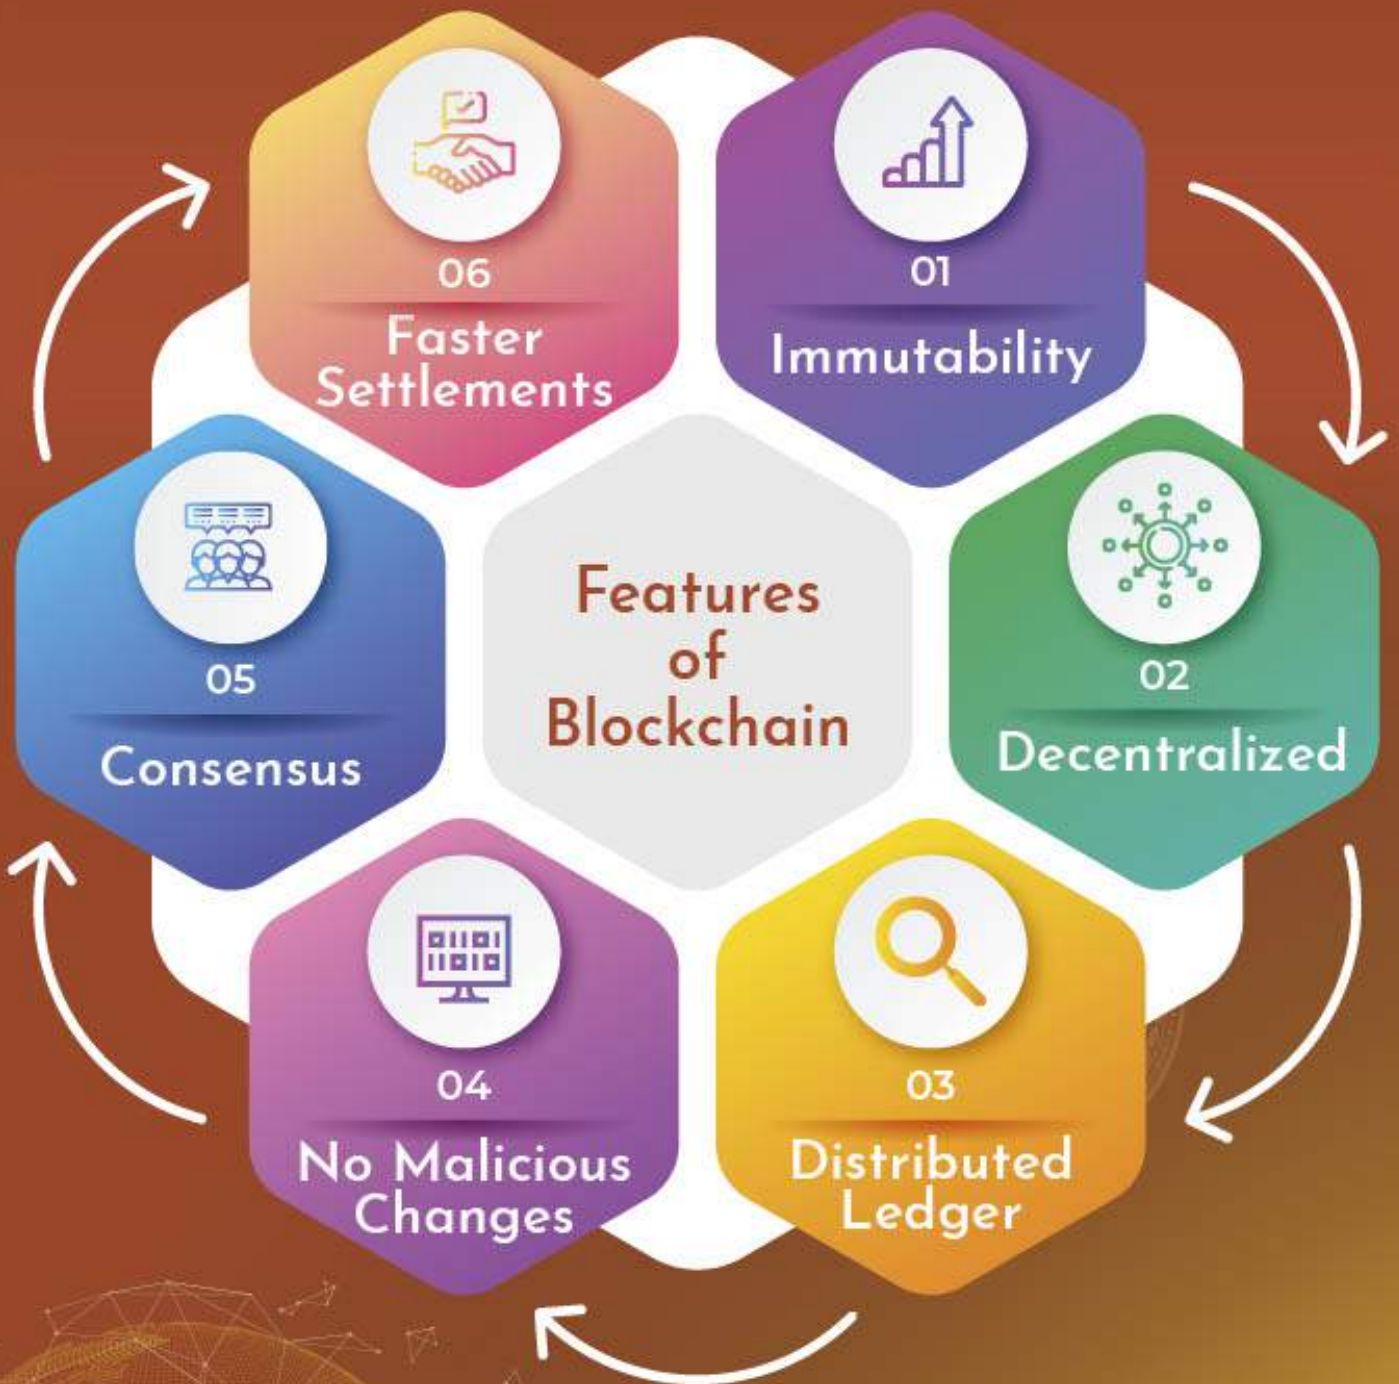 Features
of
Blockchain
01
Immutability
02
Decentralized
03
Distributed
Ledger
04
No Malicious
Changes
05
Consensus
06
Faster
Settlements